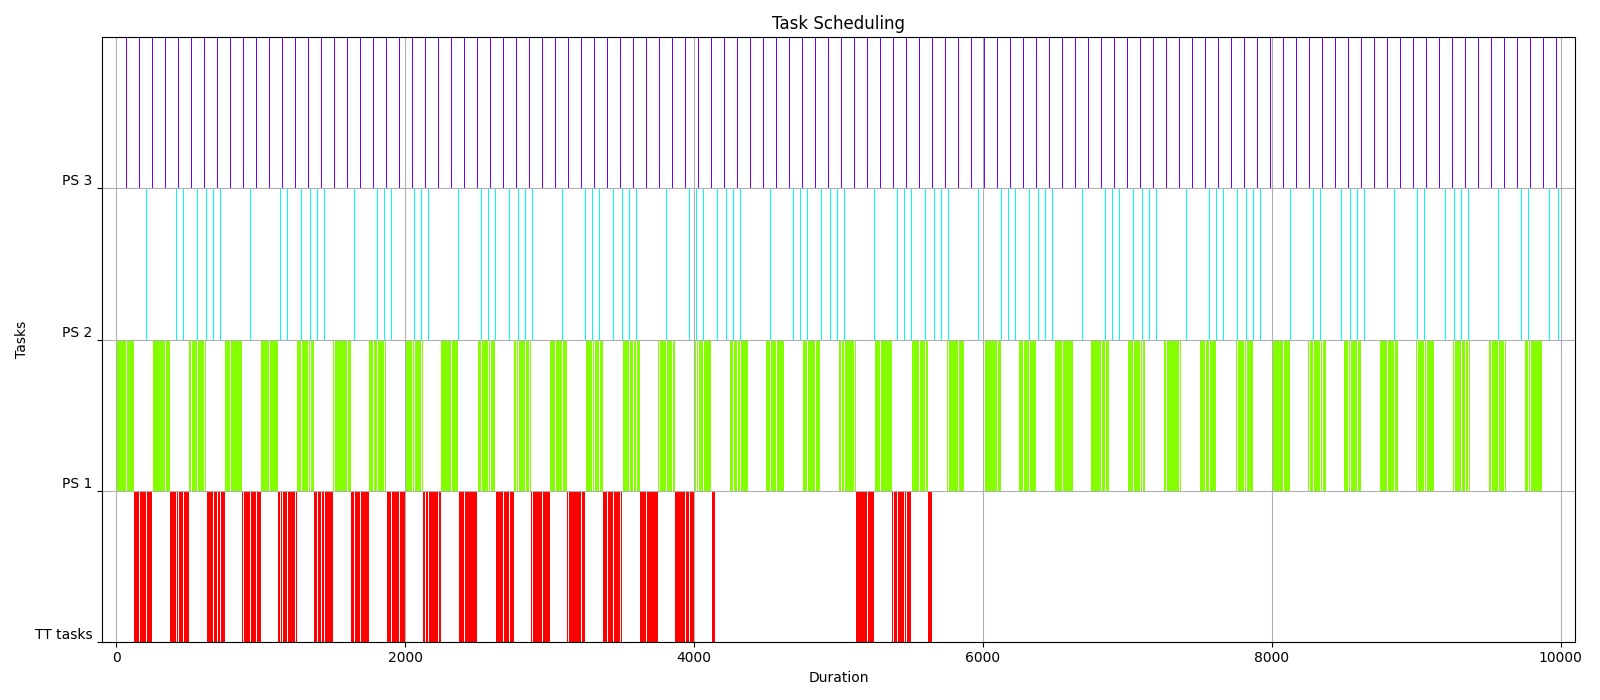 Task Scheduling
PS 3
PS 2
Tasks
PS 1
TT tasks
0 2000 4000 6000 8000 10000
Duration